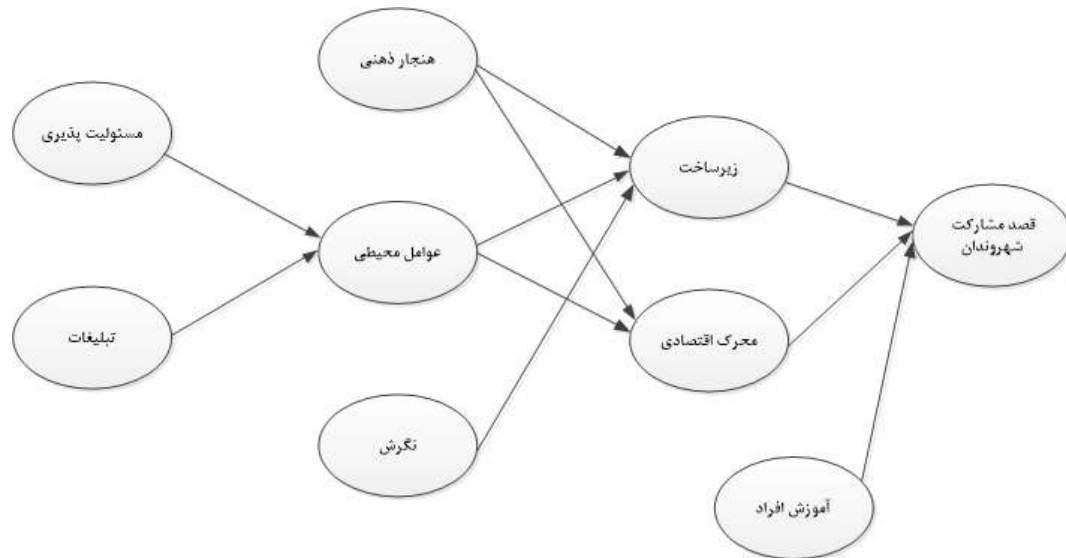 هنجار ذهنی
مسئولیت پذیری
زیرساخت
قصد مشارکت
شهروندان
عوامل محیطی
تبلیغات
محرک اقتصادی
نگرش
آموزش افراد